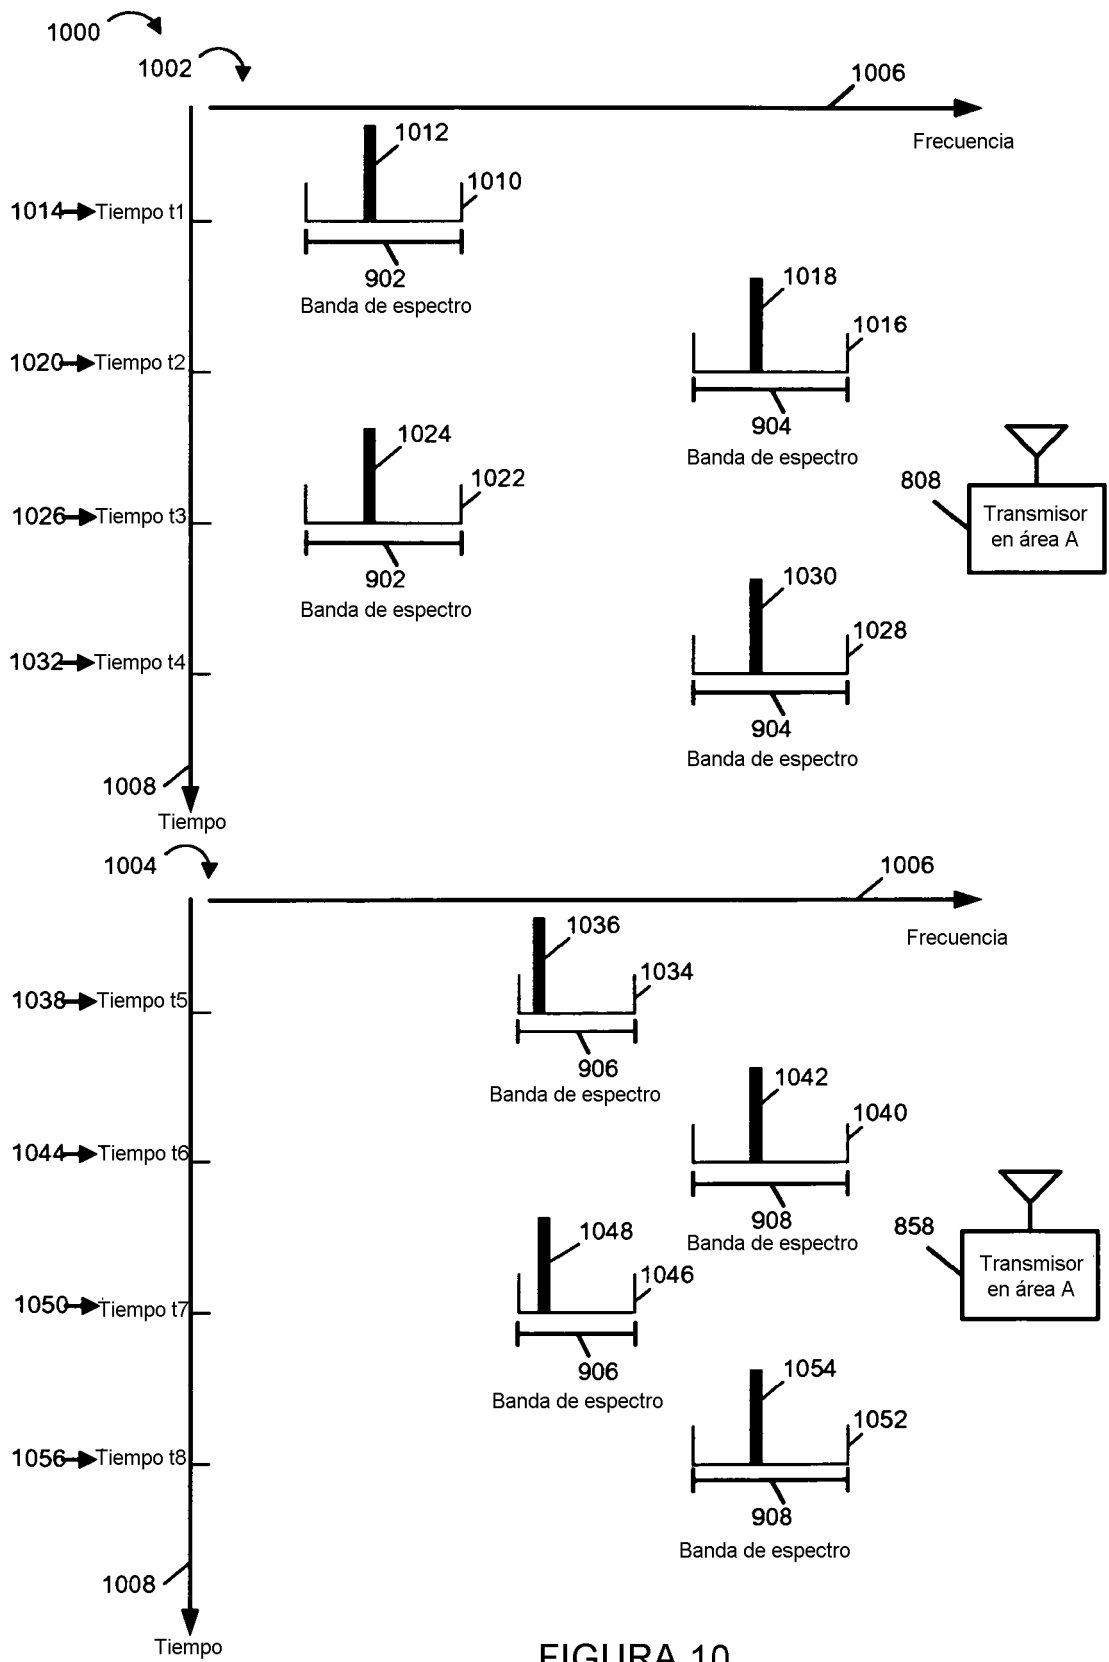 1000
1002
1006
Frecuencia
1012
1010
1014
Tiempo t1
902
Banda de espectro
1018
1016
1020
Tiempo t2
904
Banda de espectro
1024
1022
1026
Tiempo t3
902
Banda de espectro
808
Transmisor
en área A
1030
1028
1032
Tiempo t4
904
Banda de espectro
1008
Tiempo
1004
1006
Frecuencia
1036
1034
1038
Tiempo t5
906
Banda de espectro
1042
1040
1044
Tiempo t6
908
Banda de espectro
1048
1046
1050
Tiempo t7
906
Banda de espectro
858
Transmisor
en área A
1054
1052
1056
Tiempo t8
908
Banda de espectro
1008
Tiempo
FIGURA 10